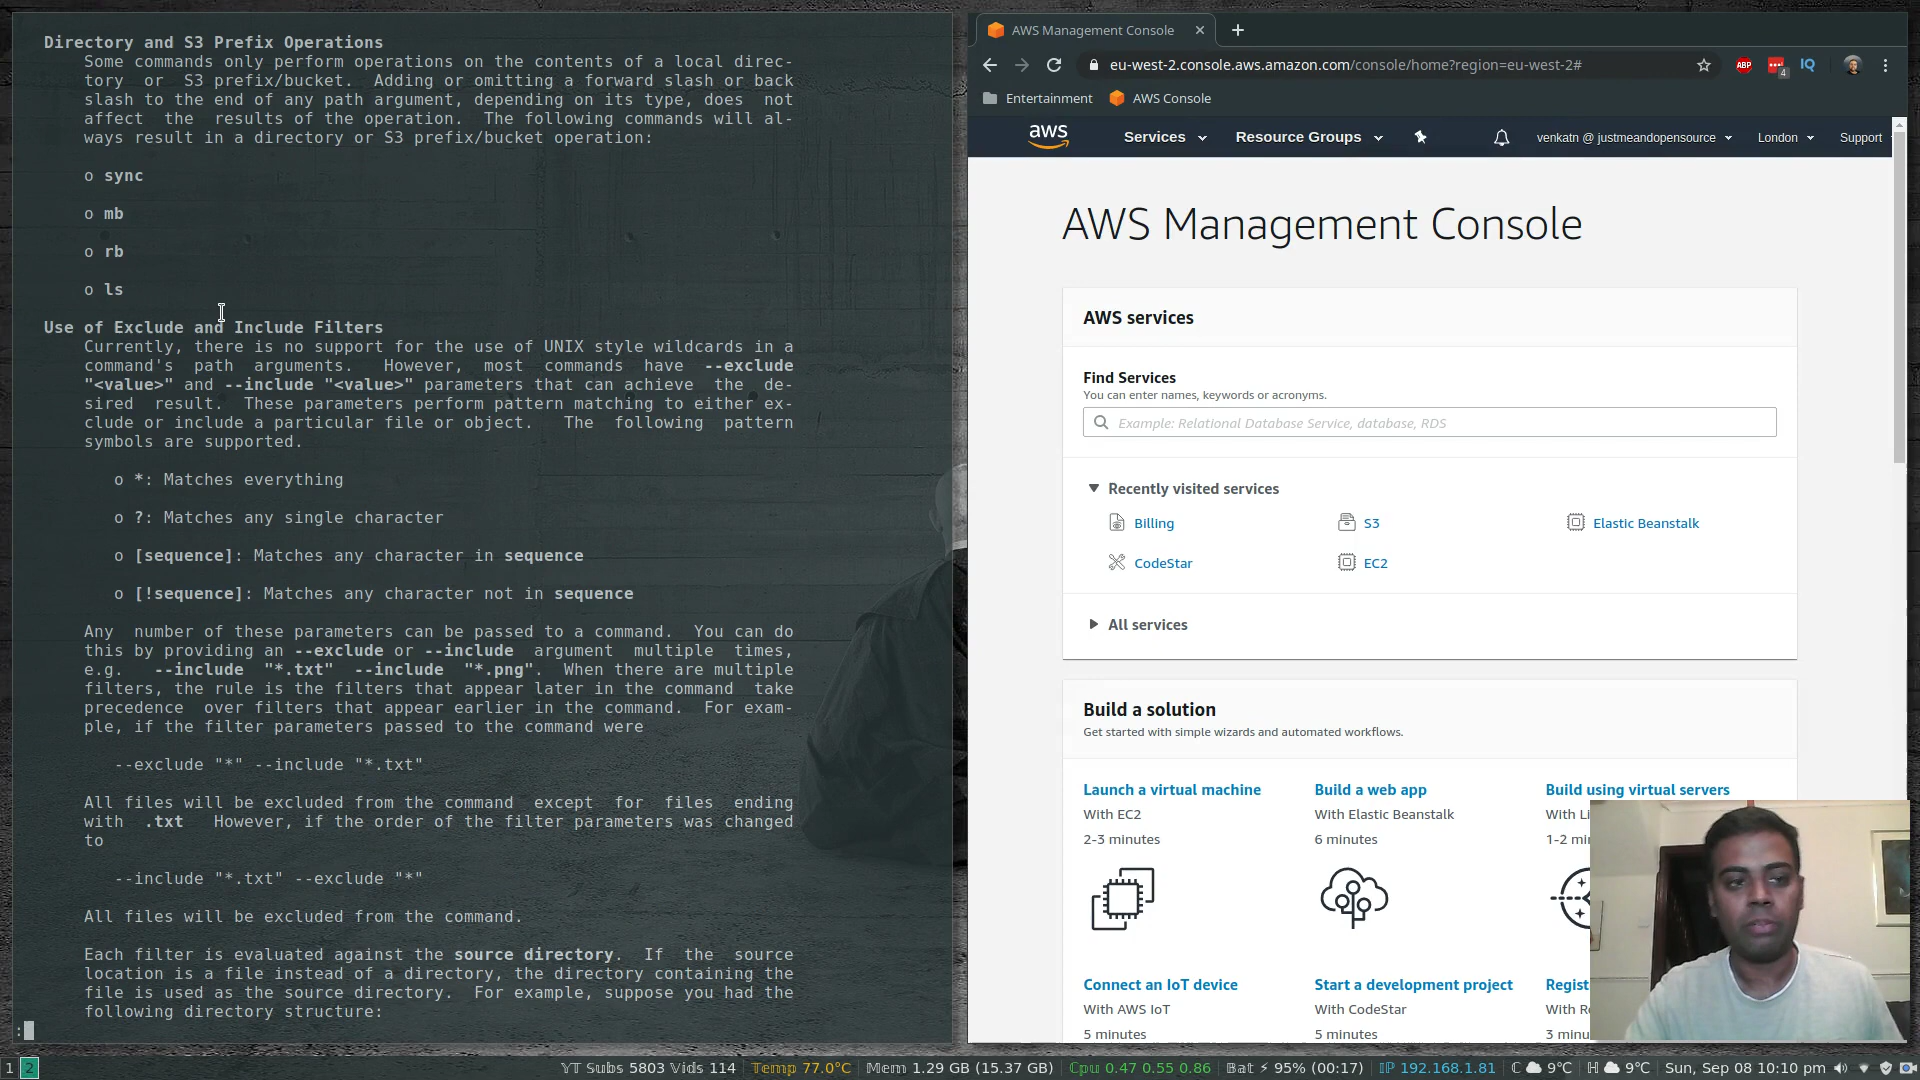 Directory and S3 Prefix Operations
Some commands only perform operations on the contents of a local direc-
tory or S3 prefix/bucket. Adding or omitting a forward slash or back
slash to the end of any path argument, depending on its type, does not
affect the results of the operation. The following commands will al-
ways result in a directory or S3 prefix/bucket operation:
o sync
o mb
o rb
o ls
Use of Exclude and Include Filters
Currently, there is no support for the use of UNIX style wildcards in a
command's path arguments. However, most commands have --exclude
"<value>" and --include "<value>" parameters that can achieve the de-
sired result. These parameters perform pattern matching to either ex-
clude or include a particular file or object. The following pattern
symbols are supported.
o *: Matches everything
o ?: Matches any single character
o [sequence]: Matches any character in sequence
o [!sequence]: Matches any character not in sequence
Any number of these parameters can be passed to a command. You can do
this by providing an --exclude or --include argument multiple times,
e.g. --include "*.txt" --include "*.png". When there are multiple
filters, the rule is the filters that appear later in the command take
precedence over filters that appear earlier in the command. For exam-
ple, if the filter parameters passed to the command were
--exclude "*" --include "*.txt"
All files will be excluded from the command except for files ending
with .txt However, if the order of the filter parameters was changed
to
--include "*.txt" --exclude "*"
All files will be excluded from the command.
Each filter is evaluated against the source directory. If the source
location is a file instead of a directory, the directory containing the
file is used as the source directory. For example, suppose you had the
following directory structure:
:
AWS Management Console
eu-west-2.console.aws.amazon.com/console/home?region=eu-west-2#
ABP
4
IQ
Entertainment AWS Console
aws Services Resource Groups venkatn @ justmeandopensource London Support
AWS Management Console
AWS services
Find Services
You can enter names, keywords or acronyms.
Example: Relational Database Service, database, RDS
Recently visited services
Billing S3 Elastic Beanstalk
CodeStar EC2
All services
Build a solution
Get started with simple wizards and automated workflows.
Launch a virtual machine Build a web app Build using virtual servers
With EC2 With Elastic Beanstalk With Li
2-3 minutes 6 minutes 1-2 min
Connect an IoT device Start a development project Regist
With AWS IoT With CodeStar With Ro
5 minutes 5 minutes 3 minu
1 2 YT Subs 5803 Vids 114 Temp 77.0°C Mem 1.29 GB (15.37 GB) Cpu 0.47 0.55 0.86 Bat 95% (00:17) IP 192.168.1.81 C 9°C H 9°C Sun, Sep 08 10:10 pm